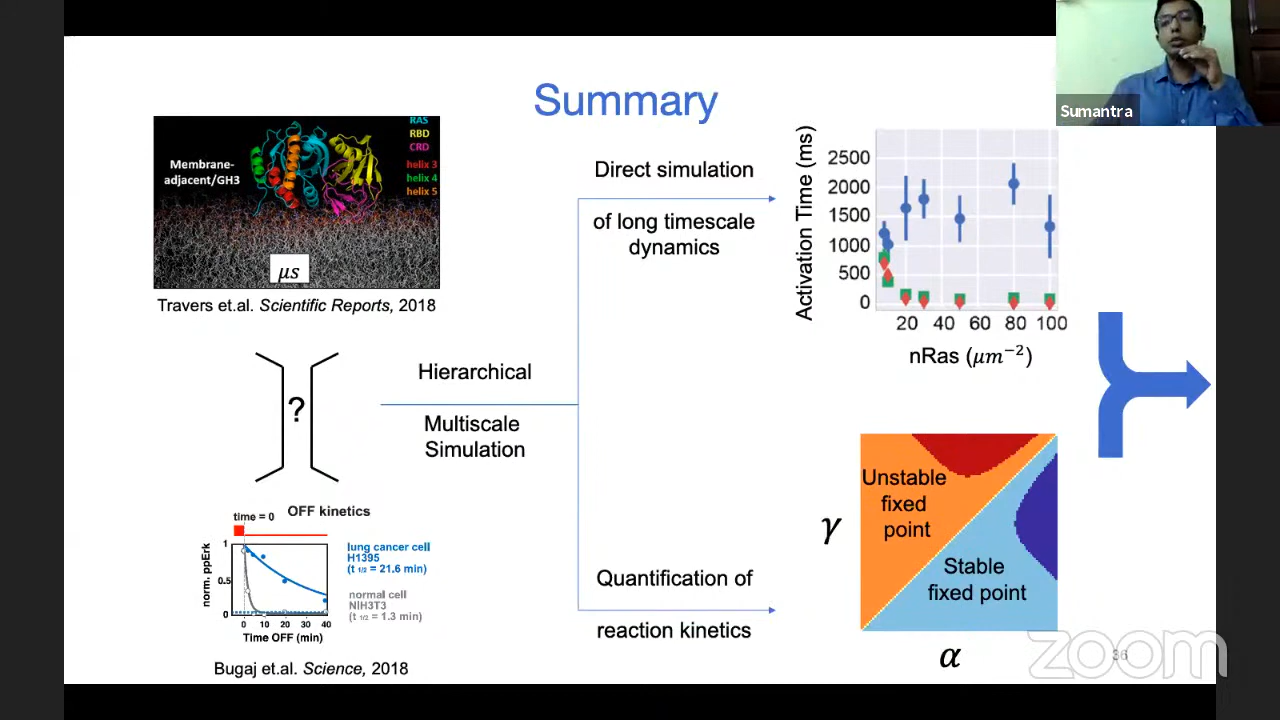 Summary
Sumantra
RAS
RBD
CRD
helix 3
helix 4
helix 5
Membrane-
adjacent/GH3
μs
Travers et.al. Scientific Reports, 2018
?
time = 0
OFF kinetics
norm. ppErk
1
0.5
0
0 10 20 30 40
Time OFF (min)
lung cancer cell
H1395
(t 1/2 = 21.6 min)
normal cell
NIH3T3
(t 1/2 = 1.3 min)
Bugaj et.al. Science, 2018
Hierarchical
Multiscale
Simulation
Direct simulation
of long timescale
dynamics
Quantification of
reaction kinetics
Activation Time (ms)
2500
2000
1500
1000
500
0
20 40 60 80 100
nRas (μm⁻²)
Unstable
fixed
point
Stable
fixed point
γ
α
36
zoom